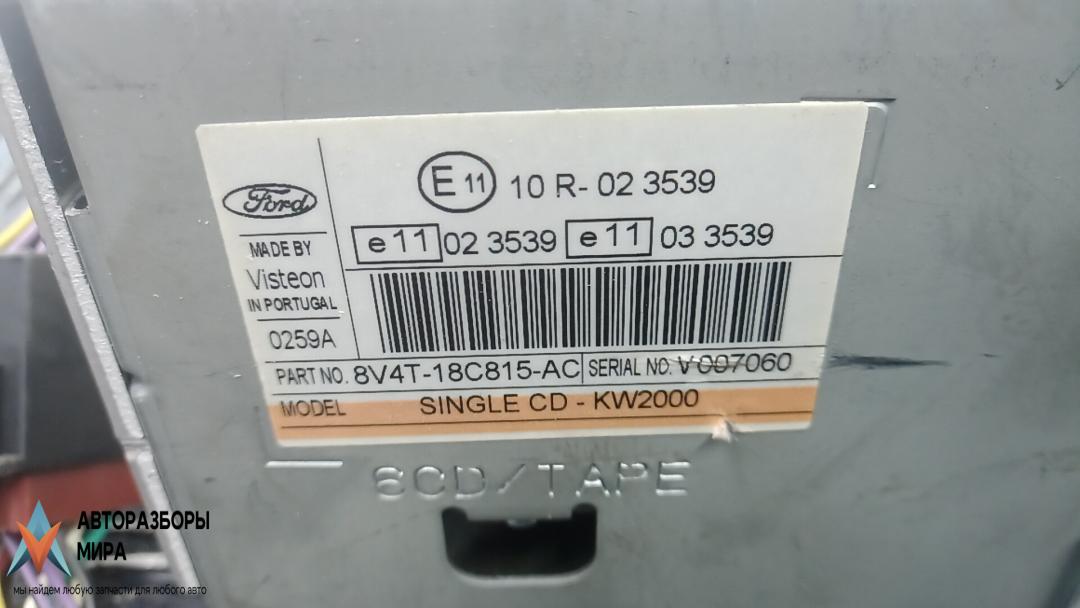 E 11 10 R- 02 3539
Ford
e 11 02 3539 e 11 03 3539
MADE BY
Visteon
IN PORTUGAL
0259A
PART NO. 8V4T-18C815-AC SERIAL NO. V007060
MODEL SINGLE CD - KW2000
6CD/TAPE
АВТОРАЗБОРЫ
МИРА
мы найдем любую запчасти для любого авто